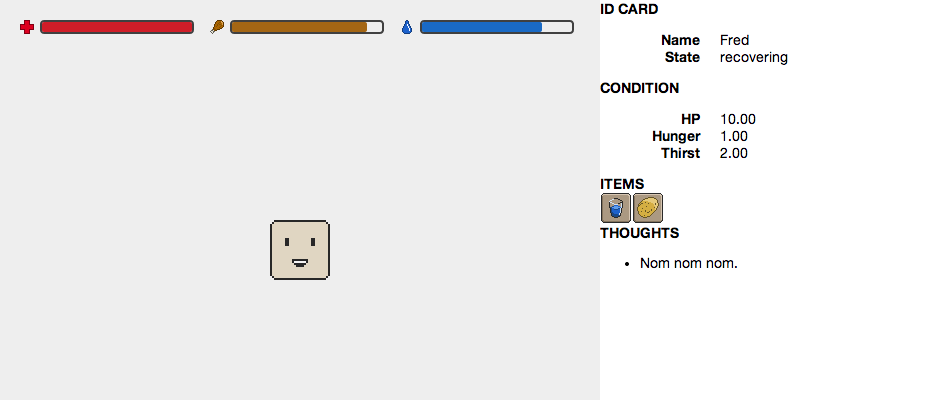 ID CARD
Name Fred
State recovering
CONDITION
HP 10.00
Hunger 1.00
Thirst 2.00
ITEMS
THOUGHTS
• Nom nom nom.